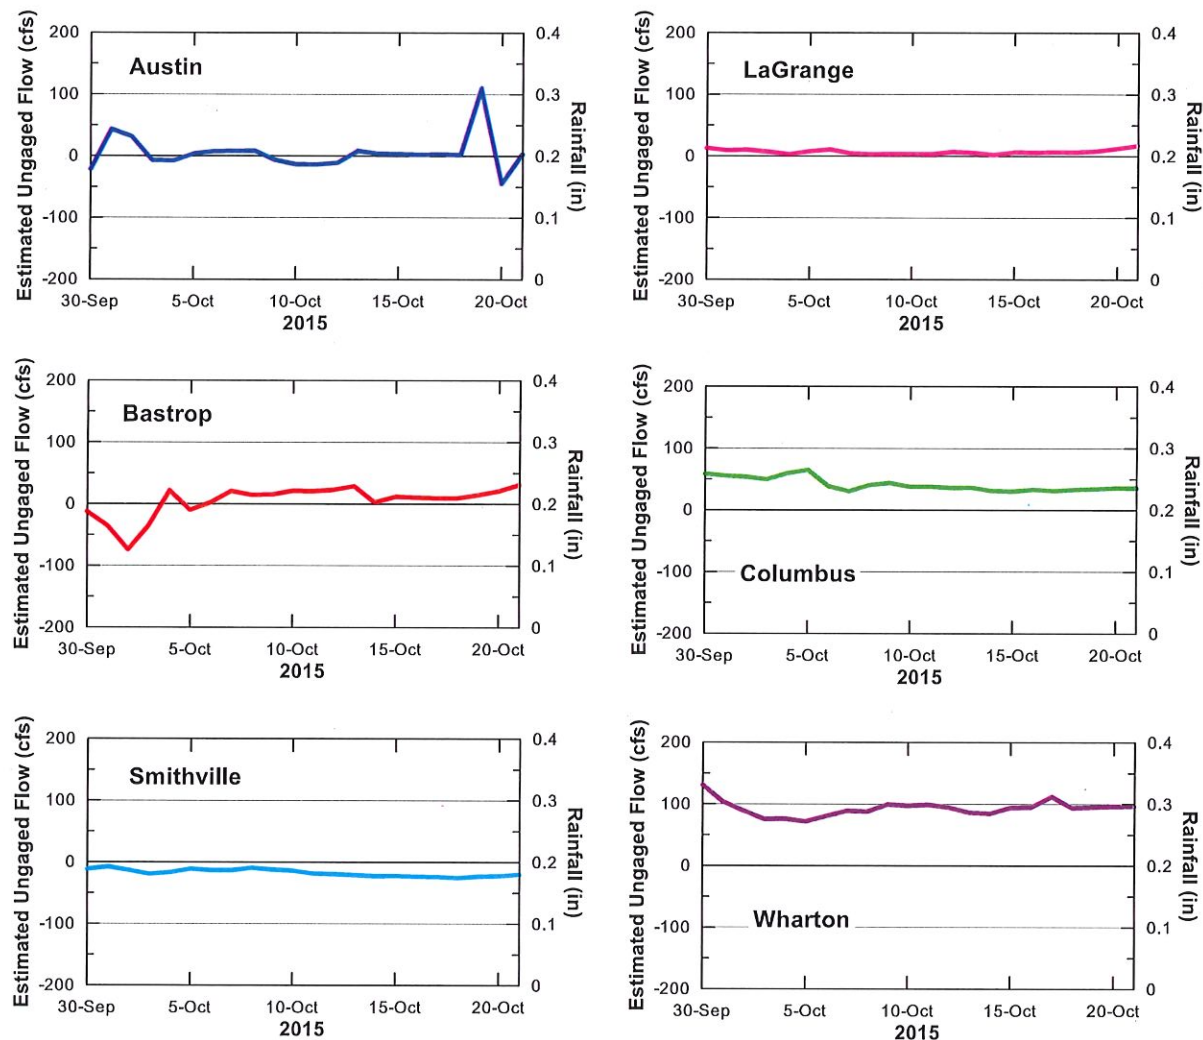 Estimated Ungaged Flow (cfs)
200
100
0
-100
-200
Austin
0.4
0.3
0.2
0.1
0
Rainfall (in)
30-Sep 5-Oct 10-Oct 15-Oct 20-Oct
2015
Estimated Ungaged Flow (cfs)
200
100
0
-100
-200
LaGrange
0.4
0.3
0.2
0.1
0
Rainfall (in)
30-Sep 5-Oct 10-Oct 15-Oct 20-Oct
2015
Estimated Ungaged Flow (cfs)
200
100
0
-100
-200
Bastrop
0.4
0.3
0.2
0.1
0
Rainfall (in)
30-Sep 5-Oct 10-Oct 15-Oct 20-Oct
2015
Estimated Ungaged Flow (cfs)
200
100
0
-100
-200
Columbus
0.4
0.3
0.2
0.1
0
Rainfall (in)
30-Sep 5-Oct 10-Oct 15-Oct 20-Oct
2015
Estimated Ungaged Flow (cfs)
200
100
0
-100
-200
Smithville
0.4
0.3
0.2
0.1
0
Rainfall (in)
30-Sep 5-Oct 10-Oct 15-Oct 20-Oct
2015
Estimated Ungaged Flow (cfs)
200
100
0
-100
-200
Wharton
0.4
0.3
0.2
0.1
0
Rainfall (in)
30-Sep 5-Oct 10-Oct 15-Oct 20-Oct
2015